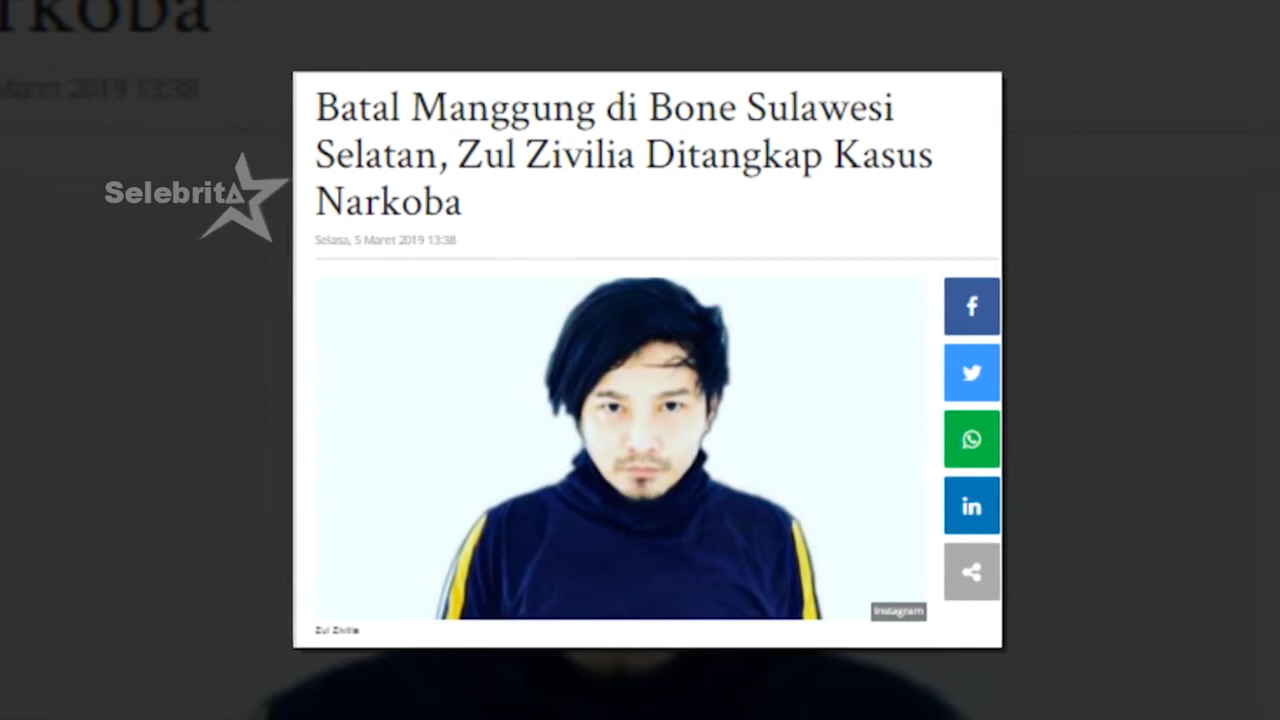 rkoba
Maret 2019 13:38
Selebrita
Batal Manggung di Bone Sulawesi
Selatan, Zul Zivilia Ditangkap Kasus
Narkoba
Selasa, 5 Maret 2019 13:38
f
in
Instagram
Zul Zivilia